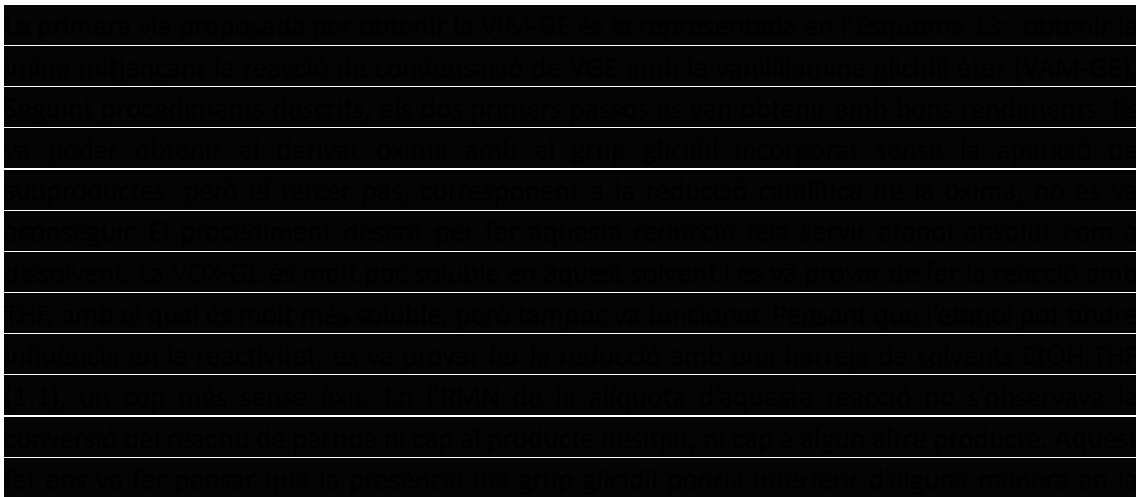 La primera via proposada per obtenir la VIM-GE és la representada en l'Esquema 13: obtenir la
imina mitjançant la reacció de condensació de VGE amb la vanillilamina glicidil èter (VAM-GE).
Seguint procediments descrits, els dos primers passos es van obtenir amb bons rendiments. Es
va poder obtenir el derivat oxima amb el grup glicidil incorporat sense la aparició de
subproductes, però el tercer pas, corresponent a la reducció catalítica de la oxima, no es va
aconseguir. El procediment descrit per fer aquesta reducció feia servir etanol absolut com a
dissolvent. La VOX-GE és molt poc soluble en aquest solvent i es va provar de fer la reacció amb
THF, amb el qual és molt més soluble, però tampoc va funcionar. Pensant que l'etanol pot tindre
influència en la reactivitat, es va provar fer la reducció amb una barreja de solvents EtOH:THF
(1:1), un cop més sense èxit. En l'RMN de la alíquota d'aquesta reacció no s'observava la
conversió del reactiu de partida ni cap al producte desitjat, ni cap a algun altre producte. Aquest
fet ens va fer pensar que la presència del grup glicidil podria interferir d'alguna manera en la